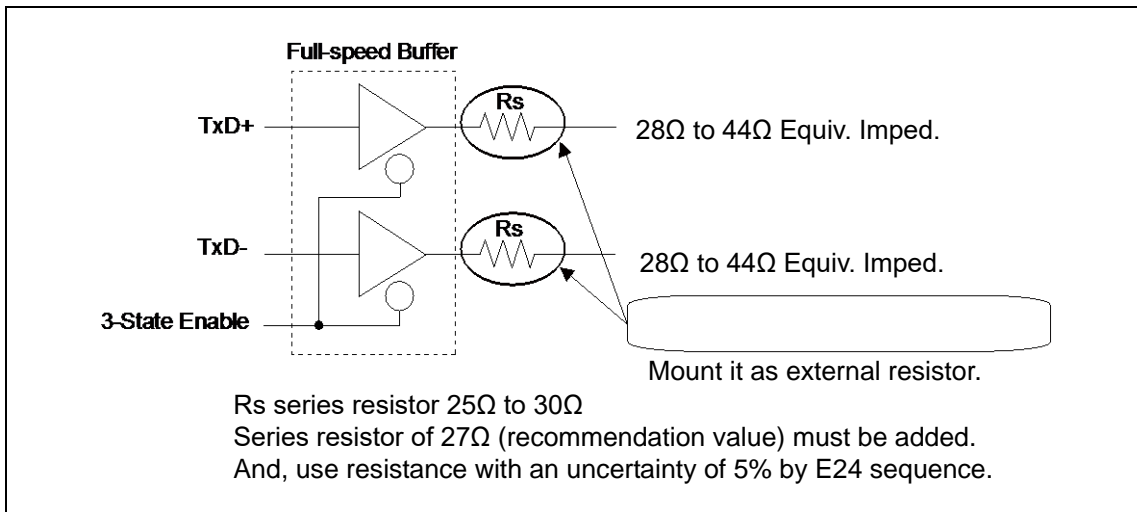 Full-speed Buffer
Rs
TxD+
28Ω to 44Ω Equiv. Imped.
Rs
TxD-
28Ω to 44Ω Equiv. Imped.
3-State Enable
Mount it as external resistor.
Rs series resistor 25Ω to 30Ω
Series resistor of 27Ω (recommendation value) must be added.
And, use resistance with an uncertainty of 5% by E24 sequence.